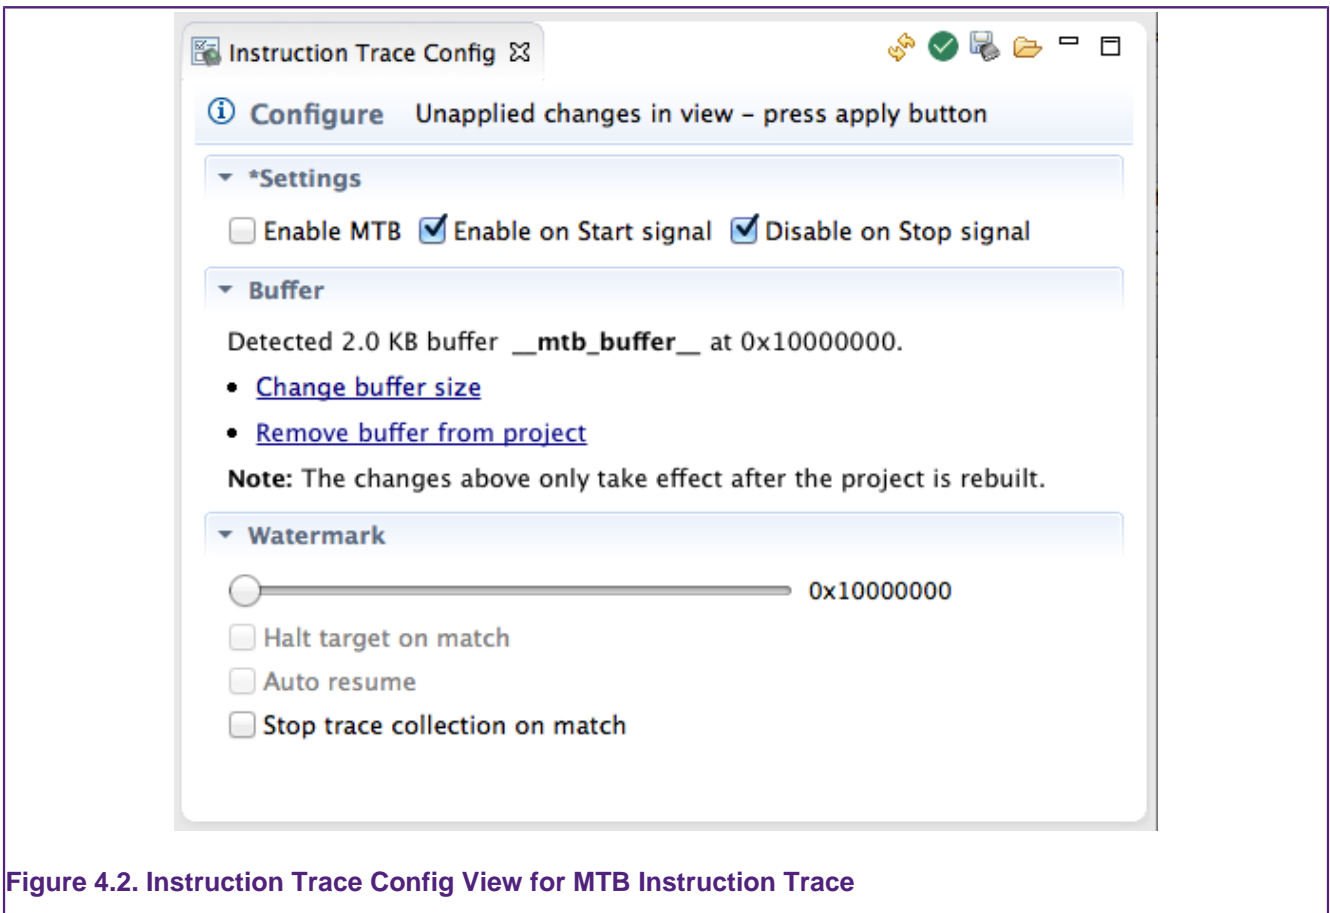 Instruction Trace Config
Configure Unapplied changes in view – press apply button
*Settings
Enable MTB Enable on Start signal Disable on Stop signal
Buffer
Detected 2.0 KB buffer __mtb_buffer__ at 0x10000000.
• Change buffer size
• Remove buffer from project
Note: The changes above only take effect after the project is rebuilt.
Watermark
0x10000000
Halt target on match
Auto resume
Stop trace collection on match
Figure 4.2. Instruction Trace Config View for MTB Instruction Trace